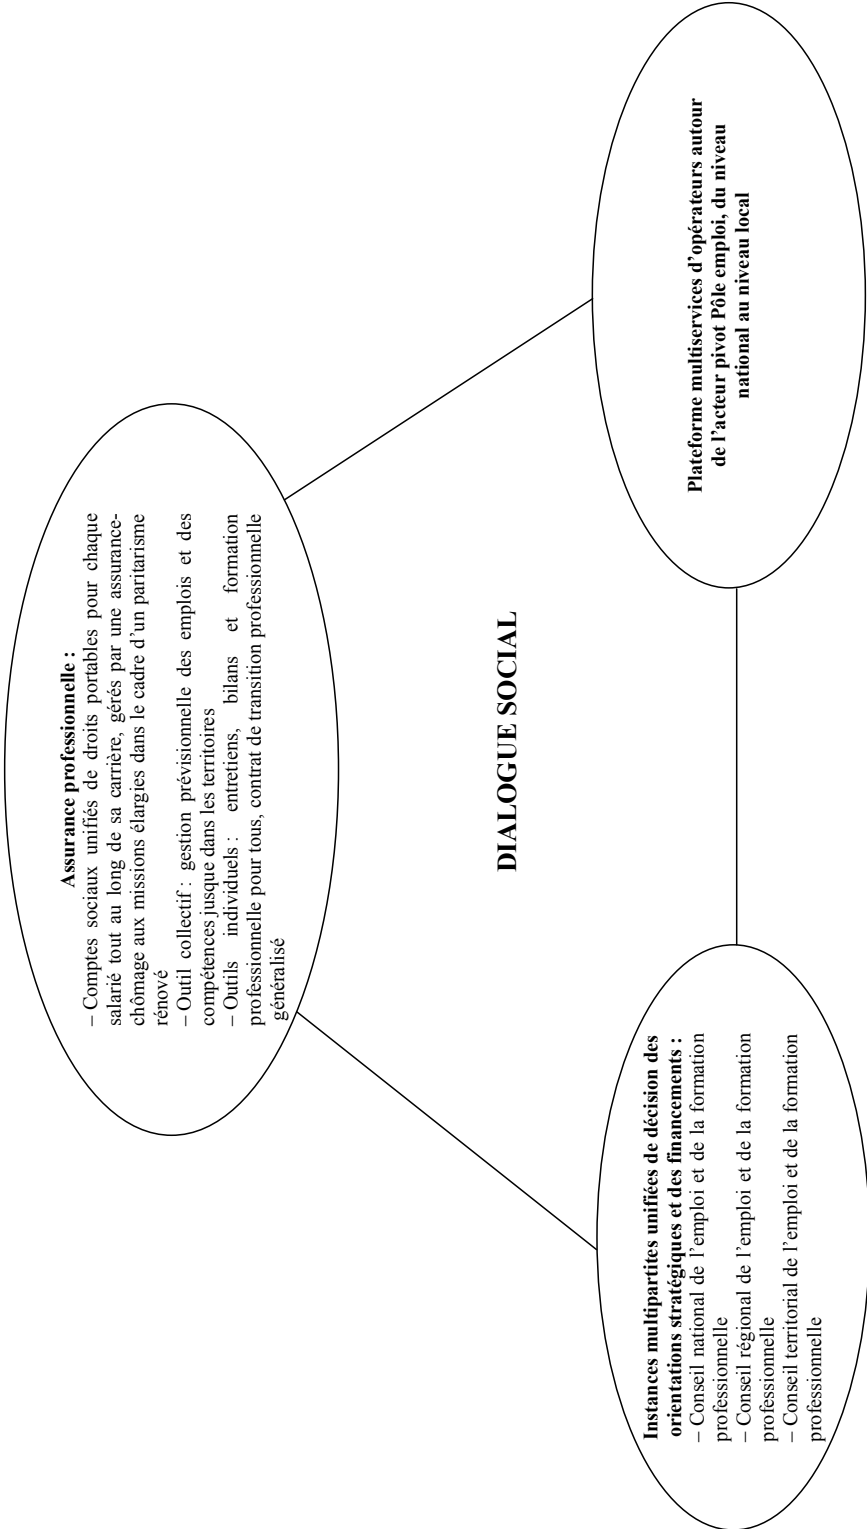 Assurance professionnelle :
– Comptes sociaux unifiés de droits portables pour chaque
salarié tout au long de sa carrière, gérés par une assurance-
chômage aux missions élargies dans le cadre d’un paritarisme
rénové
– Outil collectif : gestion prévisionnelle des emplois et des
compétences jusque dans les territoires
– Outils individuels : entretiens, bilans et formation
professionnelle pour tous, contrat de transition professionnelle
généralisé
DIALOGUE SOCIAL
Instances multipartites unifiées de décision des
orientations stratégiques et des financements :
– Conseil national de l’emploi et de la formation
professionnelle
– Conseil régional de l’emploi et de la formation
professionnelle
– Conseil territorial de l’emploi et de la formation
professionnelle
Plateforme multiservices d’opérateurs autour
de l’acteur pivot Pôle emploi, du niveau
national au niveau local